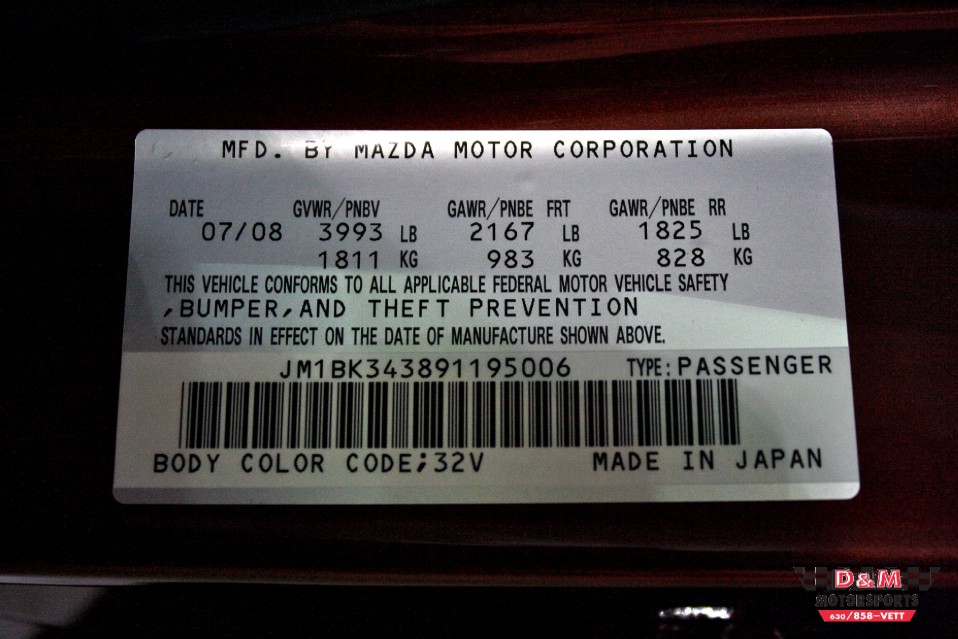 MFD. BY MAZDA MOTOR CORPORATION
DATE GVWR/PNBV GAWR/PNBE FRT GAWR/PNBE RR
07/08 3993 LB 2167 LB 1825 LB
1811 KG 983 KG 828 KG
THIS VEHICLE CONFORMS TO ALL APPLICABLE FEDERAL MOTOR VEHICLE SAFETY
,BUMPER,AND THEFT PREVENTION
STANDARDS IN EFFECT ON THE DATE OF MANUFACTURE SHOWN ABOVE.
JM1BK343891195006 TYPE:PASSENGER
BODY COLOR CODE;32V MADE IN JAPAN
D&M
MOTORSPORTS
630/858-VETT